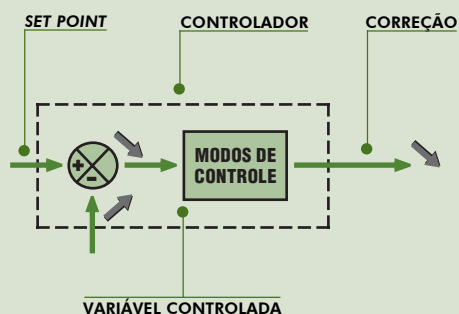 SET POINT
CONTROLADOR
CORREÇÃO
+
-
MODOS DE
CONTROLE
VARIÁVEL CONTROLADA